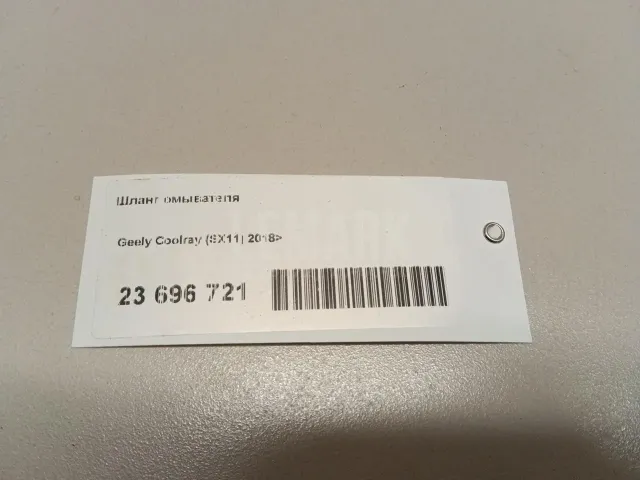 Шланг омывателя
Geely Coolray (SX11) 2018>
23 696 721